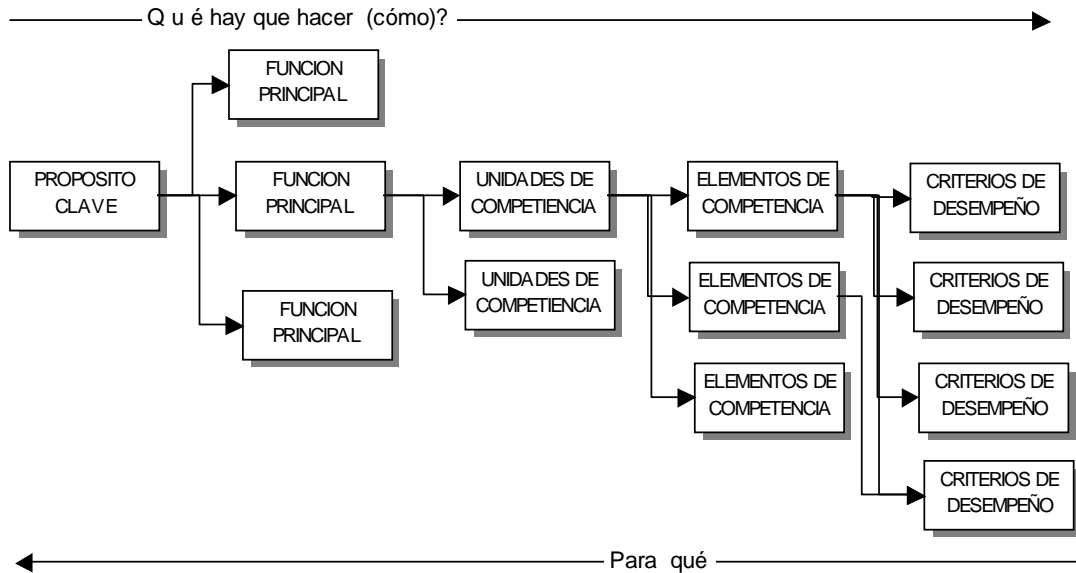 Q u é hay que hacer (cómo)?
FUNCION
PRINCIPAL
PROPOSITO
CLAVE
FUNCION
PRINCIPAL
UNIDADES DE
COMPETIENCIA
ELEMENTOS DE
COMPETENCIA
CRITERIOS DE
DESEMPEÑO
UNIDADES DE
COMPETIENCIA
ELEMENTOS DE
COMPETENCIA
CRITERIOS DE
DESEMPEÑO
FUNCION
PRINCIPAL
ELEMENTOS DE
COMPETENCIA
CRITERIOS DE
DESEMPEÑO
CRITERIOS DE
DESEMPEÑO
Para qué